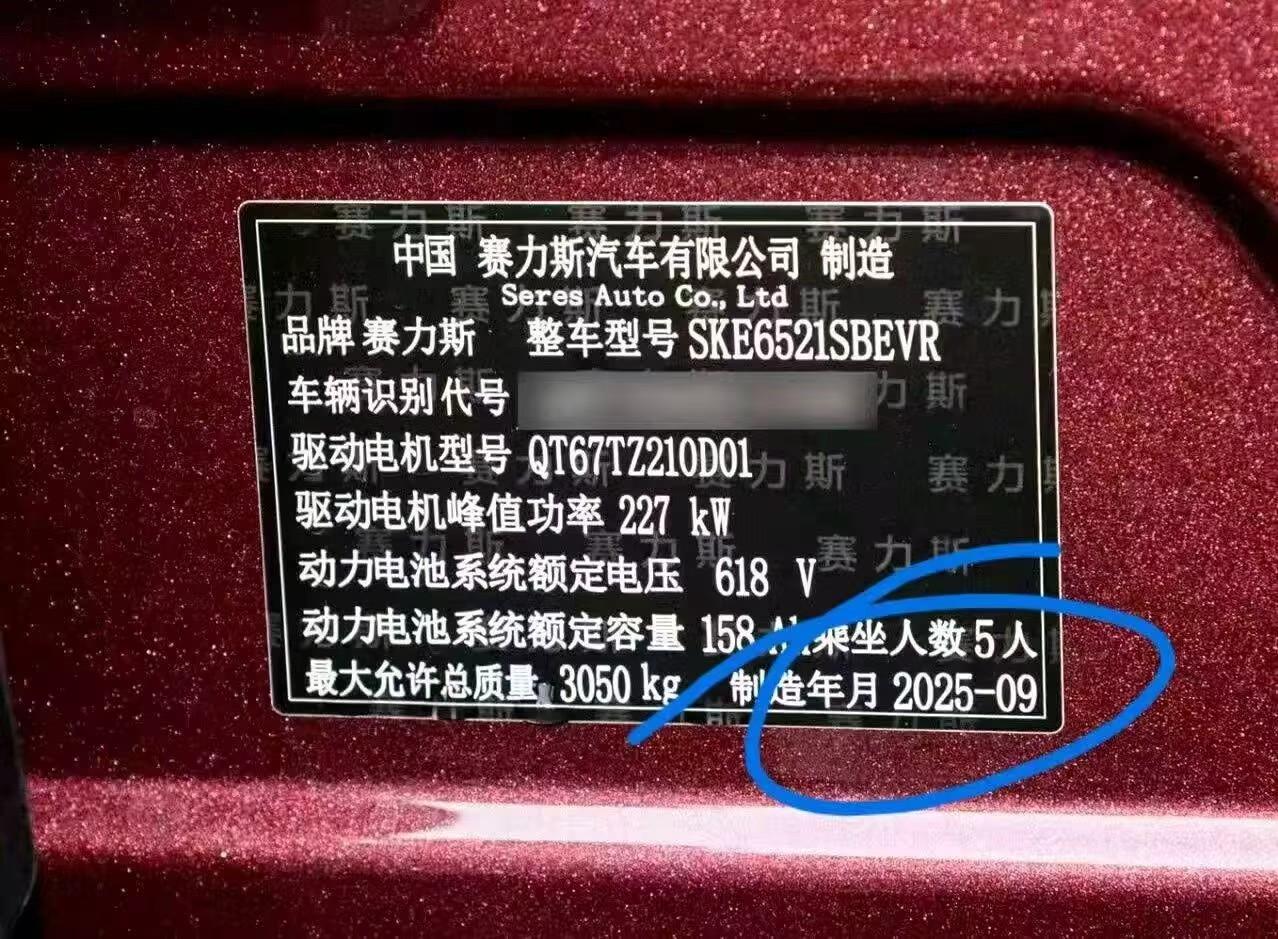 中国 赛力斯汽车有限公司 制造
Seres Auto Co., Ltd
品牌 赛力斯 整车型号 SKE6521SBEVR
车辆识别代号
驱动电机型号 QT67TZ210D01
驱动电机峰值功率 227 kW
动力电池系统额定电压 618 V
动力电池系统额定容量 158 Ah 乘坐人数 5 人
最大允许总质量 3050 kg 制造年月 2025-09